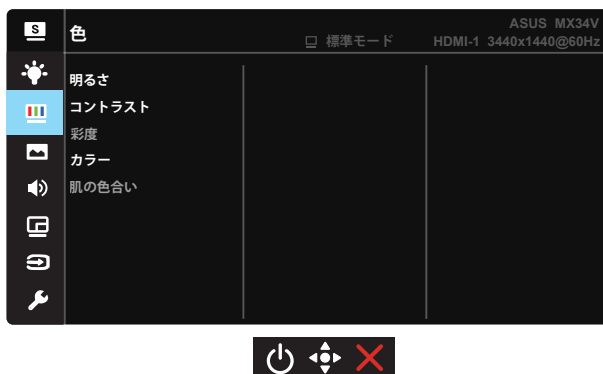 S
色
標準モード
ASUS MX34V
HDMI-1 3440x1440@60Hz
明るさ
コントラスト
彩度
カラー
肌の色合い